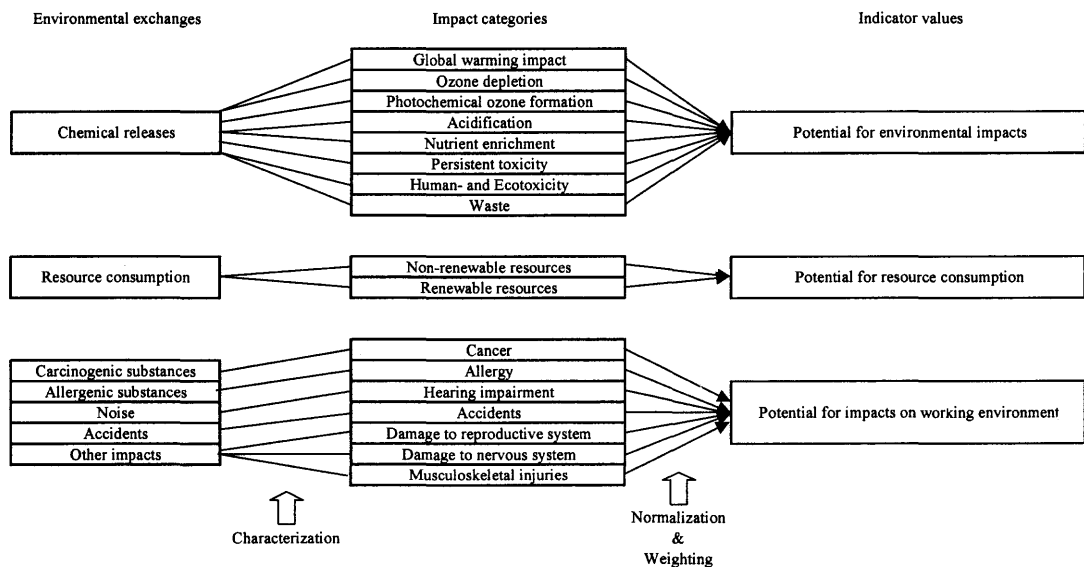 Environmental exchanges
Impact categories
Indicator values
Chemical releases
Global warming impact
Ozone depletion
Photochemical ozone formation
Acidification
Nutrient enrichment
Persistent toxicity
Human- and Ecotoxicity
Waste
Potential for environmental impacts
Resource consumption
Non-renewable resources
Renewable resources
Potential for resource consumption
Carcinogenic substances
Allergenic substances
Noise
Accidents
Other impacts
Cancer
Allergy
Hearing impairment
Accidents
Damage to reproductive system
Damage to nervous system
Musculoskeletal injuries
Potential for impacts on working environment
Characterization
Normalization
&
Weighting